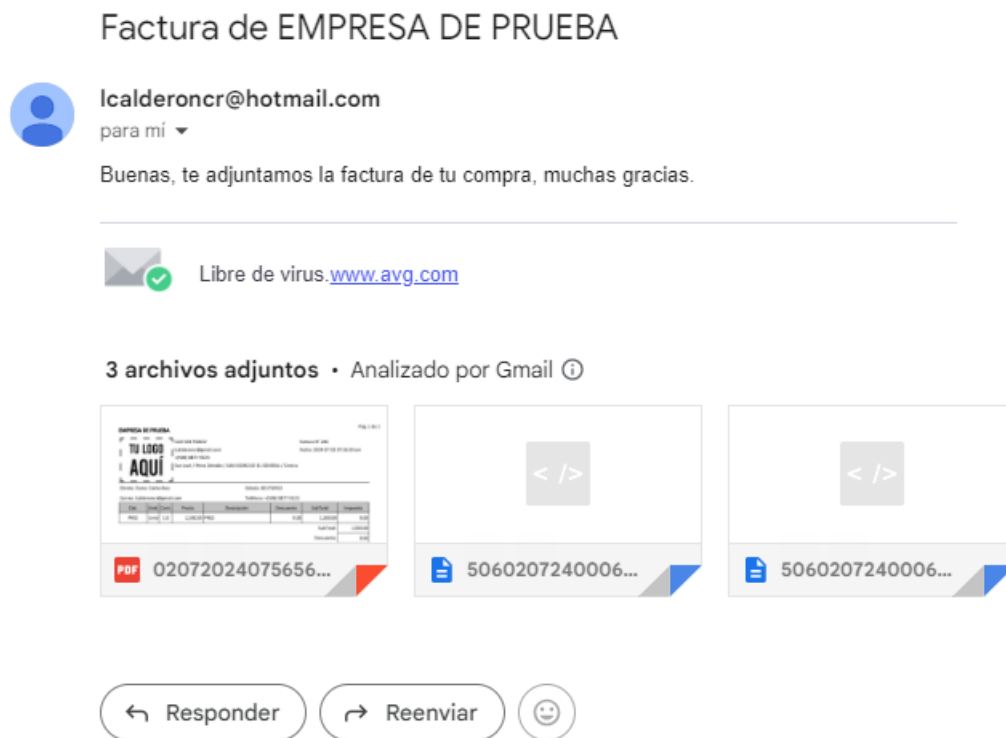 Factura de EMPRESA DE PRUEBA
lcalderoncr@hotmail.com
para mí
Buenas, te adjuntamos la factura de tu compra, muchas gracias.
Libre de virus.www.avg.com
3 archivos adjuntos • Analizado por Gmail
EMPRESA DE PRUEBA
TU LOGO
AQUÍ
</>
</>
PDF 02072024075656...
5060207240006...
5060207240006...
Responder
Reenviar